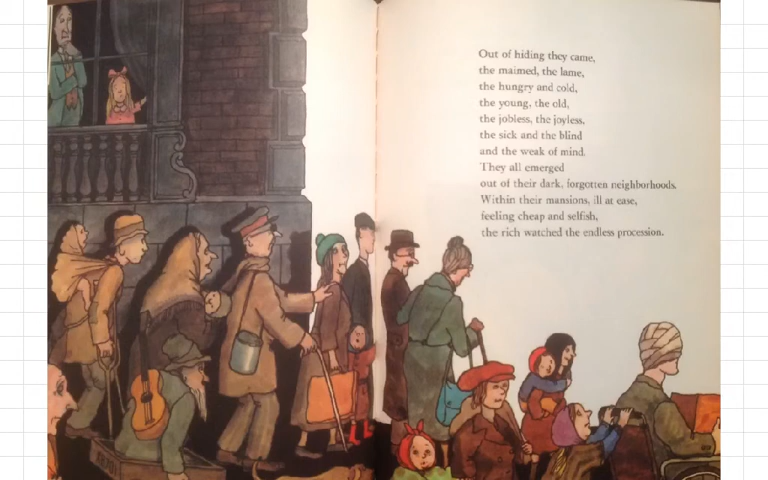 Out of hiding they came,
the maimed, the lame,
the hungry and cold,
the young, the old,
the jobless, the joyless,
the sick and the blind
and the weak of mind.
They all emerged
out of their dark, forgotten neighborhoods.
Within their mansions, ill at ease,
feeling cheap and selfish,
the rich watched the endless procession.